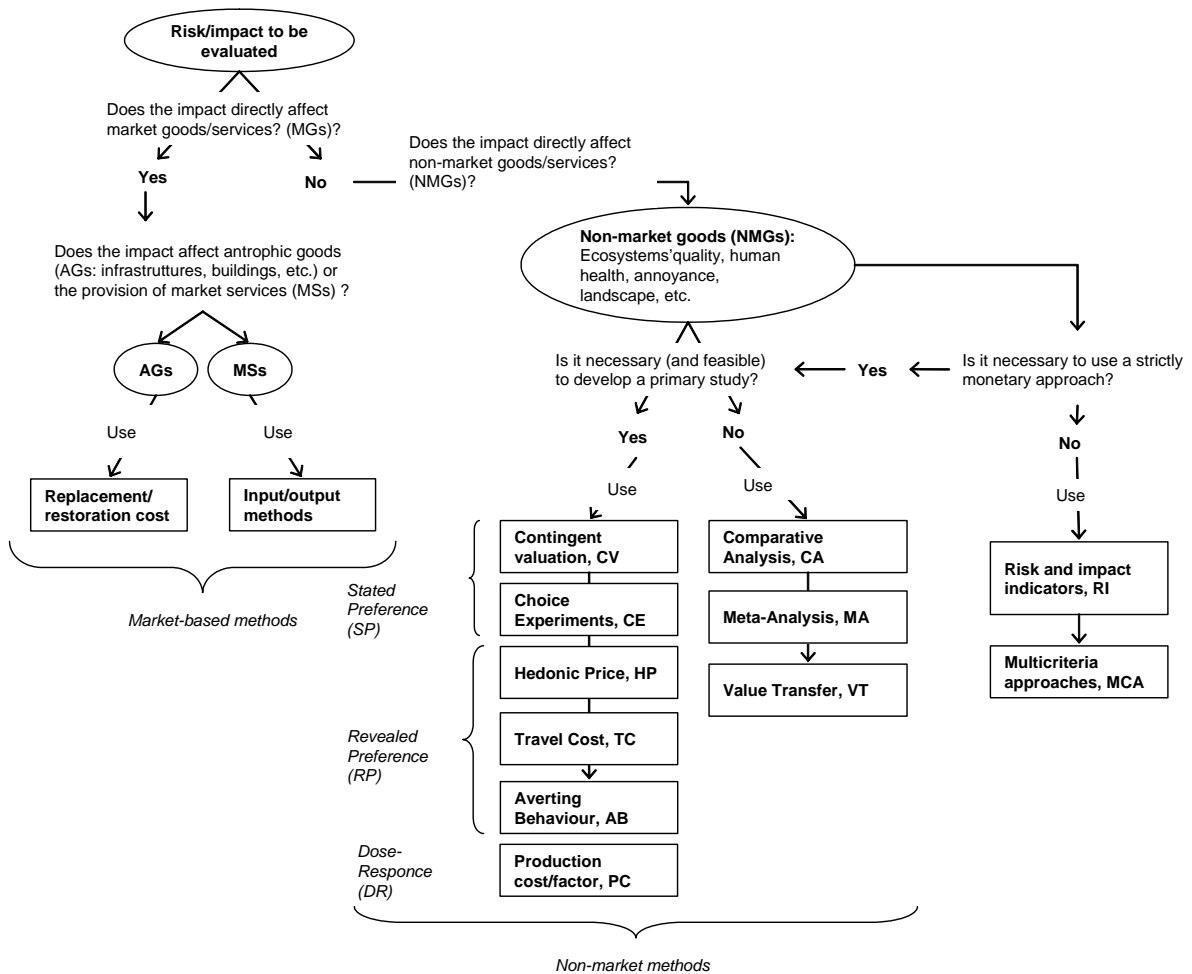 Risk/impact to be
evaluated
Does the impact directly affect
market goods/services? (MGs)?
Yes
No
Does the impact directly affect
non-market goods/services?
(NMGs)?
Does the impact affect antrophic goods
(AGs: infrastruttures, buildings, etc.) or
the provision of market services (MSs) ?
AGs
MSs
Use
Use
Replacement/
restoration cost
Input/output
methods
Market-based methods
Non-market goods (NMGs):
Ecosystems'quality, human
health, annoyance,
landscape, etc.
Is it necessary (and feasible)
to develop a primary study?
Yes
Is it necessary to use a strictly
monetary approach?
Yes
No
No
Use
Use
Use
Stated
Preference
(SP)
Contingent
valuation, CV
Choice
Experiments, CE
Revealed
Preference
(RP)
Hedonic Price, HP
Travel Cost, TC
Averting
Behaviour, AB
Dose-
Responce
(DR)
Production
cost/factor, PC
Comparative
Analysis, CA
Meta-Analysis, MA
Value Transfer, VT
Risk and impact
indicators, RI
Multicriteria
approaches, MCA
Non-market methods